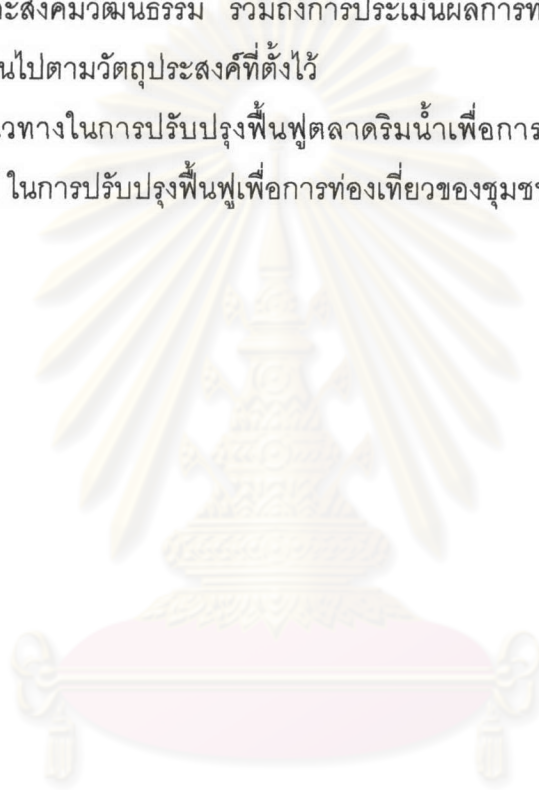 ะสังคมวัฒนธรรม รวมถึงการประเมินผลการท
นไปตามวัตถุประสงค์ที่ตั้งไว้
วทางในการปรับปรุงฟื้นฟูตลาดริมน้ำเพื่อการ
ในการปรับปรุงฟื้นฟูเพื่อการท่องเที่ยวของชุมช